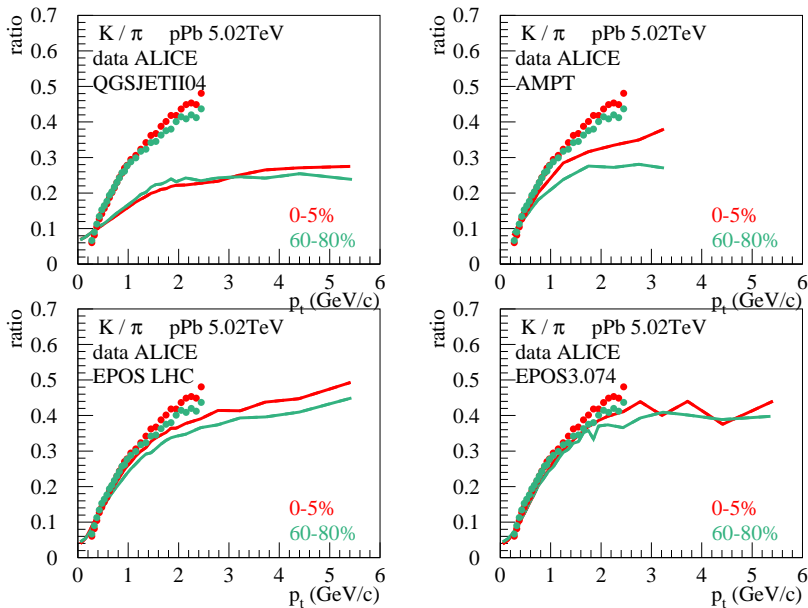 ratio
0.7
0.6
0.5
0.4
0.3
0.2
0.1
0
K / π pPb 5.02TeV
data ALICE
QGSJETII04
0-5%
60-80%
0 1 2 3 4 5 6
p_t (GeV/c)
ratio
0.7
0.6
0.5
0.4
0.3
0.2
0.1
0
K / π pPb 5.02TeV
data ALICE
AMPT
0-5%
60-80%
0 1 2 3 4 5 6
p_t (GeV/c)
ratio
0.7
0.6
0.5
0.4
0.3
0.2
0.1
0
K / π pPb 5.02TeV
data ALICE
EPOS LHC
0-5%
60-80%
0 1 2 3 4 5 6
p_t (GeV/c)
ratio
0.7
0.6
0.5
0.4
0.3
0.2
0.1
0
K / π pPb 5.02TeV
data ALICE
EPOS3.074
0-5%
60-80%
0 1 2 3 4 5 6
p_t (GeV/c)